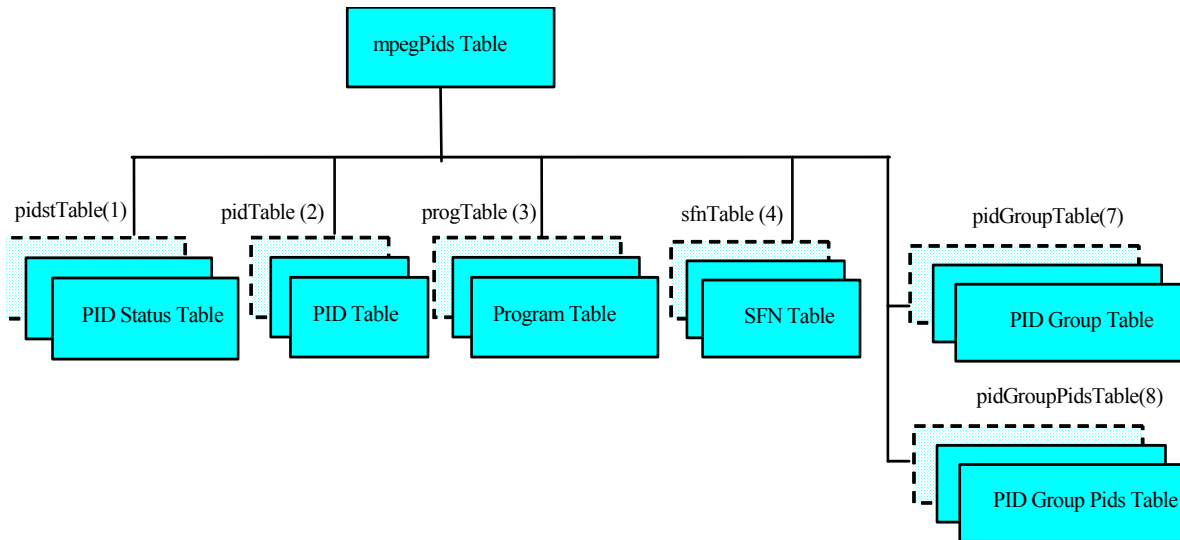 mpegPids Table
pidstTable(1)
pidTable (2)
progTable (3)
sfnTable (4)
pidGroupTable(7)
PID Status Table
PID Table
Program Table
SFN Table
PID Group Table
pidGroupPidsTable(8)
PID Group Pids Table